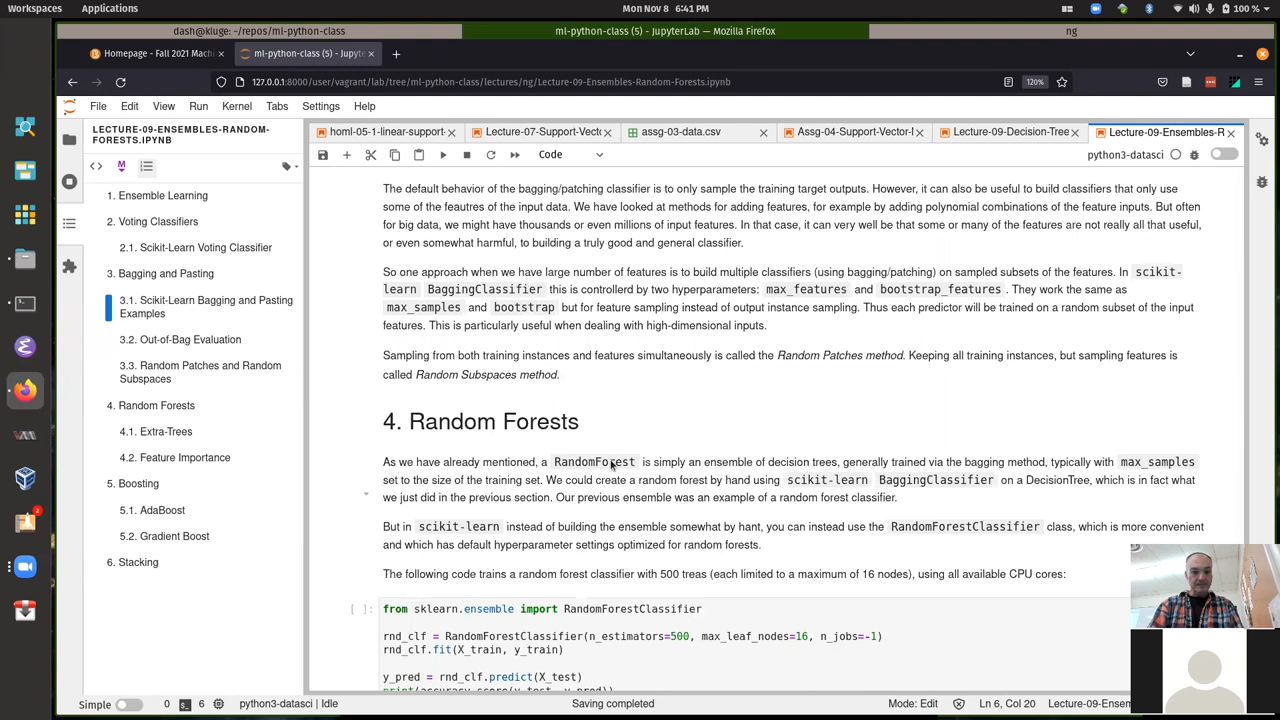 Workspaces Applications Mon Nov 8 6:41 PM 100 %
dash@kluge: ~/repos/ml-python-class ml-python-class (5) - JupyterLab — Mozilla Firefox ng
Homepage - Fall 2021 Machi ml-python-class (5) - Jupyte
127.0.0.1:8000/user/vagrant/lab/tree/ml-python-class/lectures/ng/Lecture-09-Ensembles-Random-Forests.ipynb 120%
File Edit View Run Kernel Tabs Settings Help
LECTURE-09-ENSEMBLES-RANDOM-
FORESTS.IPYNB
1. Ensemble Learning
2. Voting Classifiers
2.1. Scikit-Learn Voting Classifier
3. Bagging and Pasting
3.1. Scikit-Learn Bagging and Pasting
Examples
3.2. Out-of-Bag Evaluation
3.3. Random Patches and Random
Subspaces
4. Random Forests
4.1. Extra-Trees
4.2. Feature Importance
5. Boosting
5.1. AdaBoost
5.2. Gradient Boost
6. Stacking
homl-05-1-linear-support- Lecture-07-Support-Vecto assg-03-data.csv Assg-04-Support-Vector-I Lecture-09-Decision-Tree Lecture-09-Ensembles-R
Code python3-datasci
The default behavior of the bagging/patching classifier is to only sample the training target outputs. However, it can also be useful to build classifiers that only use
some of the feautres of the input data. We have looked at methods for adding features, for example by adding polynomial combinations of the feature inputs. But often
for big data, we might have thousands or even millions of input features. In that case, it can very well be that some or many of the features are not really all that useful,
or even somewhat harmful, to building a truly good and general classifier.
So one approach when we have large number of features is to build multiple classifiers (using bagging/patching) on sampled subsets of the features. In scikit-
learn BaggingClassifier this is controllerd by two hyperparameters: max_features and bootstrap_features. They work the same as
max_samples and bootstrap but for feature sampling instead of output instance sampling. Thus each predictor will be trained on a random subset of the input
features. This is particularly useful when dealing with high-dimensional inputs.
Sampling from both training instances and features simultaneously is called the Random Patches method. Keeping all training instances, but sampling features is
called Random Subspaces method.
4. Random Forests
As we have already mentioned, a RandomForest is simply an ensemble of decision trees, generally trained via the bagging method, typically with max_samples
set to the size of the training set. We could create a random forest by hand using scikit-learn BaggingClassifier on a DecisionTree, which is in fact what
we just did in the previous section. Our previous ensemble was an example of a random forest classifier.
But in scikit-learn instead of building the ensemble somewhat by hant, you can instead use the RandomForestClassifier class, which is more convenient
and which has default hyperparameter settings optimized for random forests.
The following code trains a random forest classifier with 500 treas (each limited to a maximum of 16 nodes), using all available CPU cores:
[ ]: from sklearn.ensemble import RandomForestClassifier
rnd_clf = RandomForestClassifier(n_estimators=500, max_leaf_nodes=16, n_jobs=-1)
rnd_clf.fit(X_train, y_train)
y_pred = rnd_clf.predict(X_test)
print(accuracy_score(y_test, y_pred))
Simple 0 6 python3-datasci | Idle Saving completed Mode: Edit Ln 6, Col 20 Lecture-09-Ens